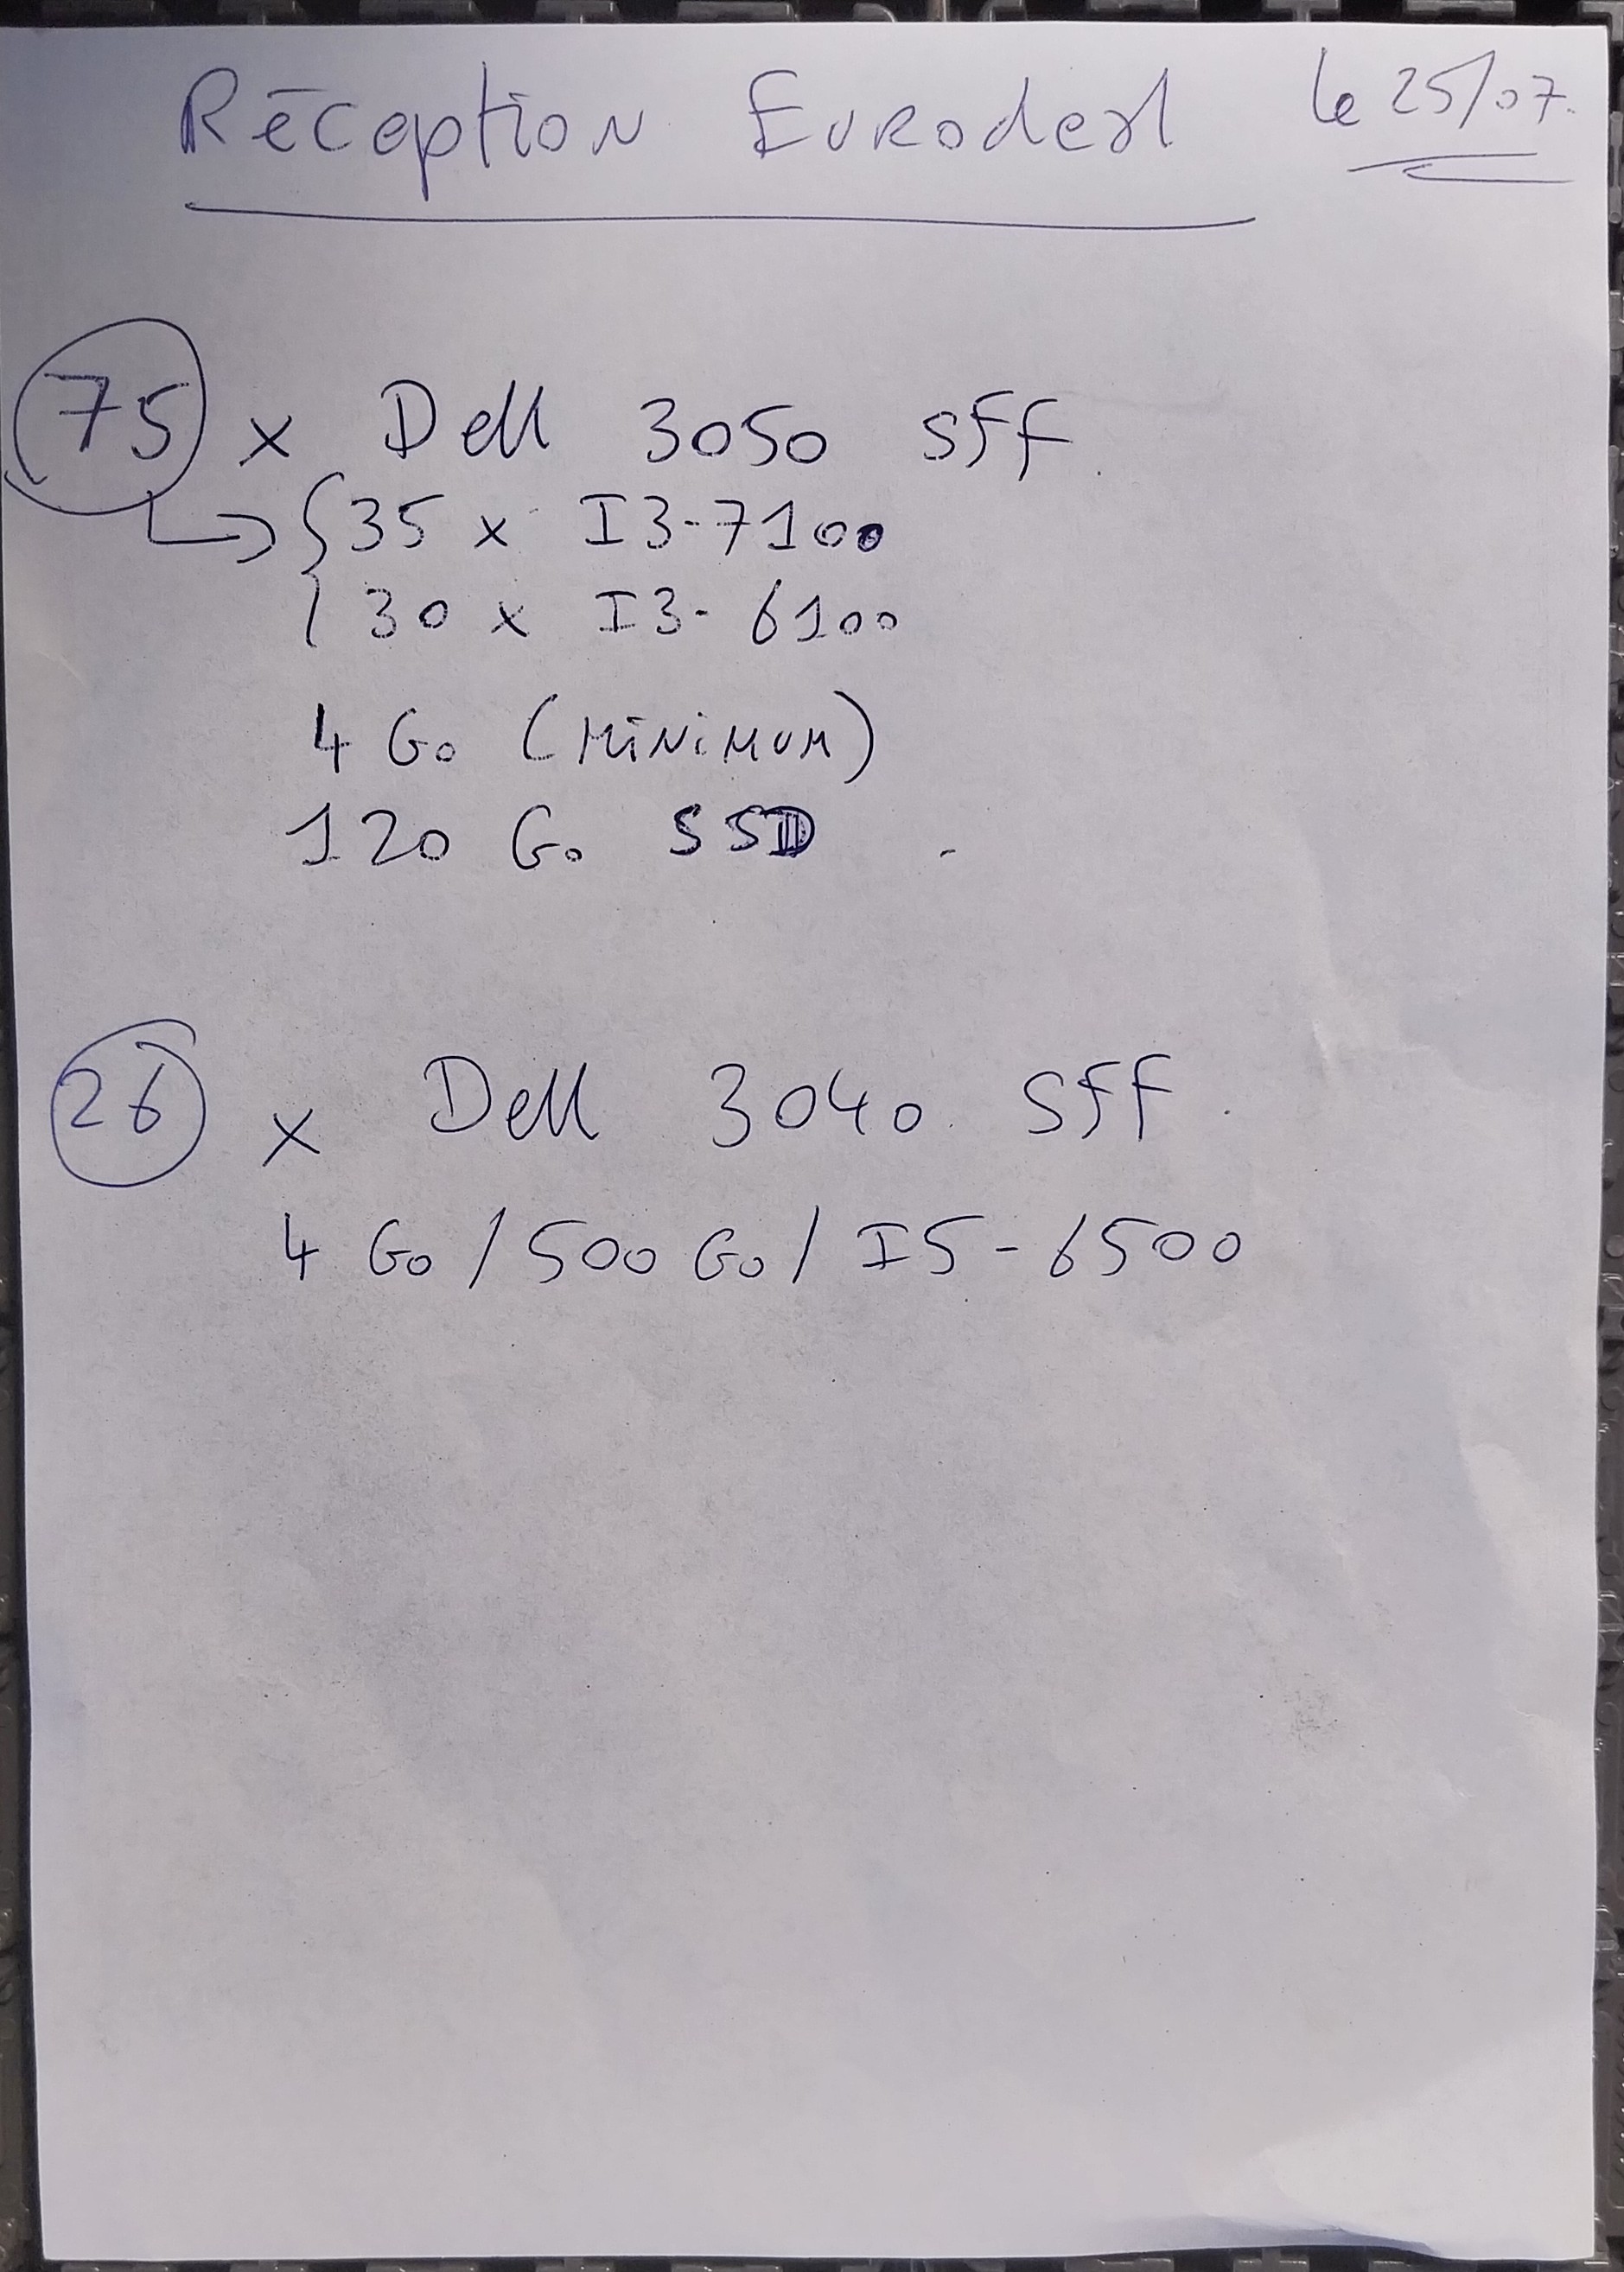 Réception Eurodest le 25/07.
75 x Dell 3050 sff.
35 x I3-7100
30 x I3-6100
4 Go (MiNiMUM)
120 Go SSD
26 x Dell 3040 sff.
4 Go / 500 Go / I5-6500